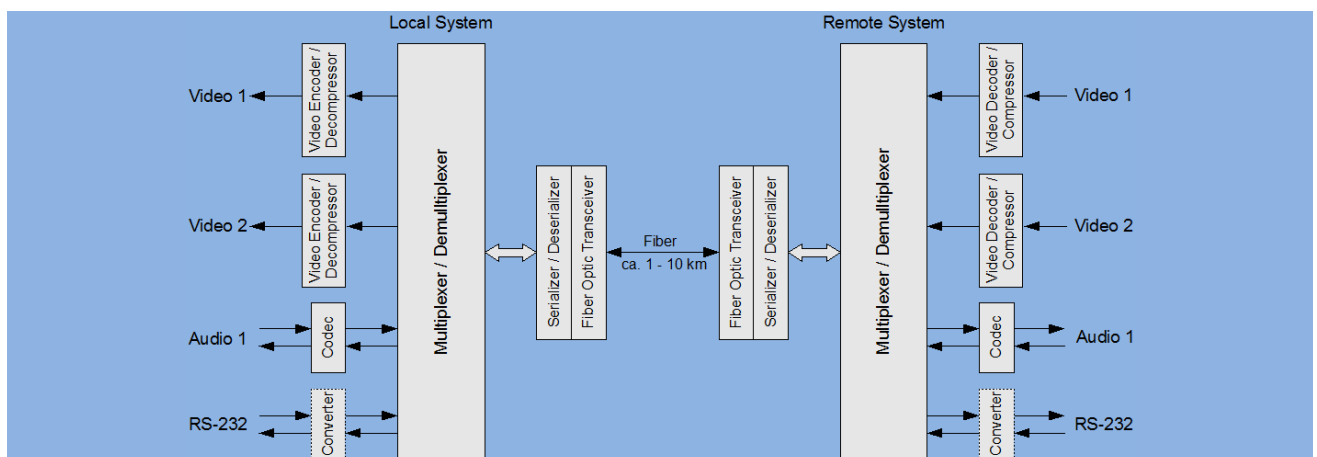 Local System
Remote System
Video 1
Video Encoder /
Decompressor
Video Decoder /
Compressor
Video 1
Video 2
Video Encoder /
Decompressor
Multiplexer / Demulltiplexer
Serializer / Deserializer
Fiber Optic Transceiver
Fiber
ca. 1 - 10 km
Fiber Optic Transceiver
Serializer / Deserializer
Multiplexer / Demulltiplexer
Video Decoder /
Compressor
Video 2
Audio 1
Codec
Codec
Audio 1
RS-232
Converter
Converter
RS-232